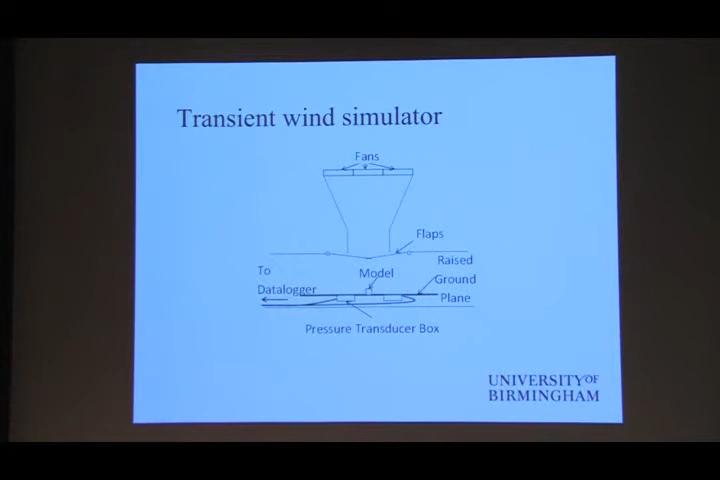 Transient wind simulator
Fans
Flaps
Raised
Ground
Plane
To
Datalogger
Model
Pressure Transducer Box
UNIVERSITY OF
BIRMINGHAM